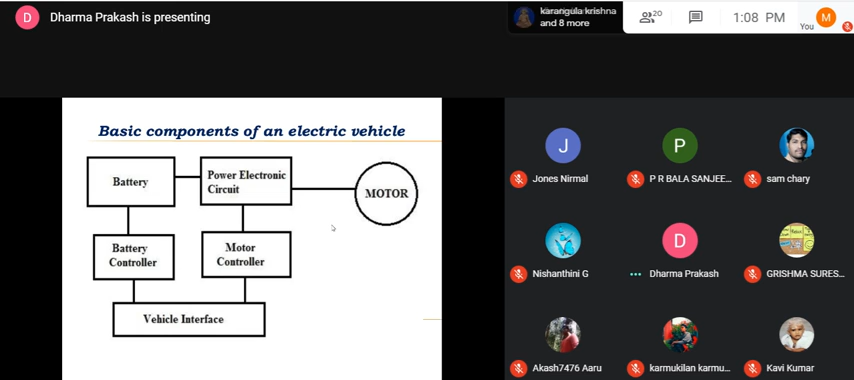 D Dharma Prakash is presenting
karangula krishna
and 8 more
20
1:08 PM
You
M
Basic components of an electric vehicle
Battery
Power Electronic
Circuit
MOTOR
Battery
Controller
Motor
Controller
Vehicle Interface
J
P
Jones Nirmal
P R BALA SANJEE...
sam chary
D
Nishanthini G
Dharma Prakash
GRISHMA SURES...
Akash7476 Aaru
karmukilan karmu...
Kavi Kumar